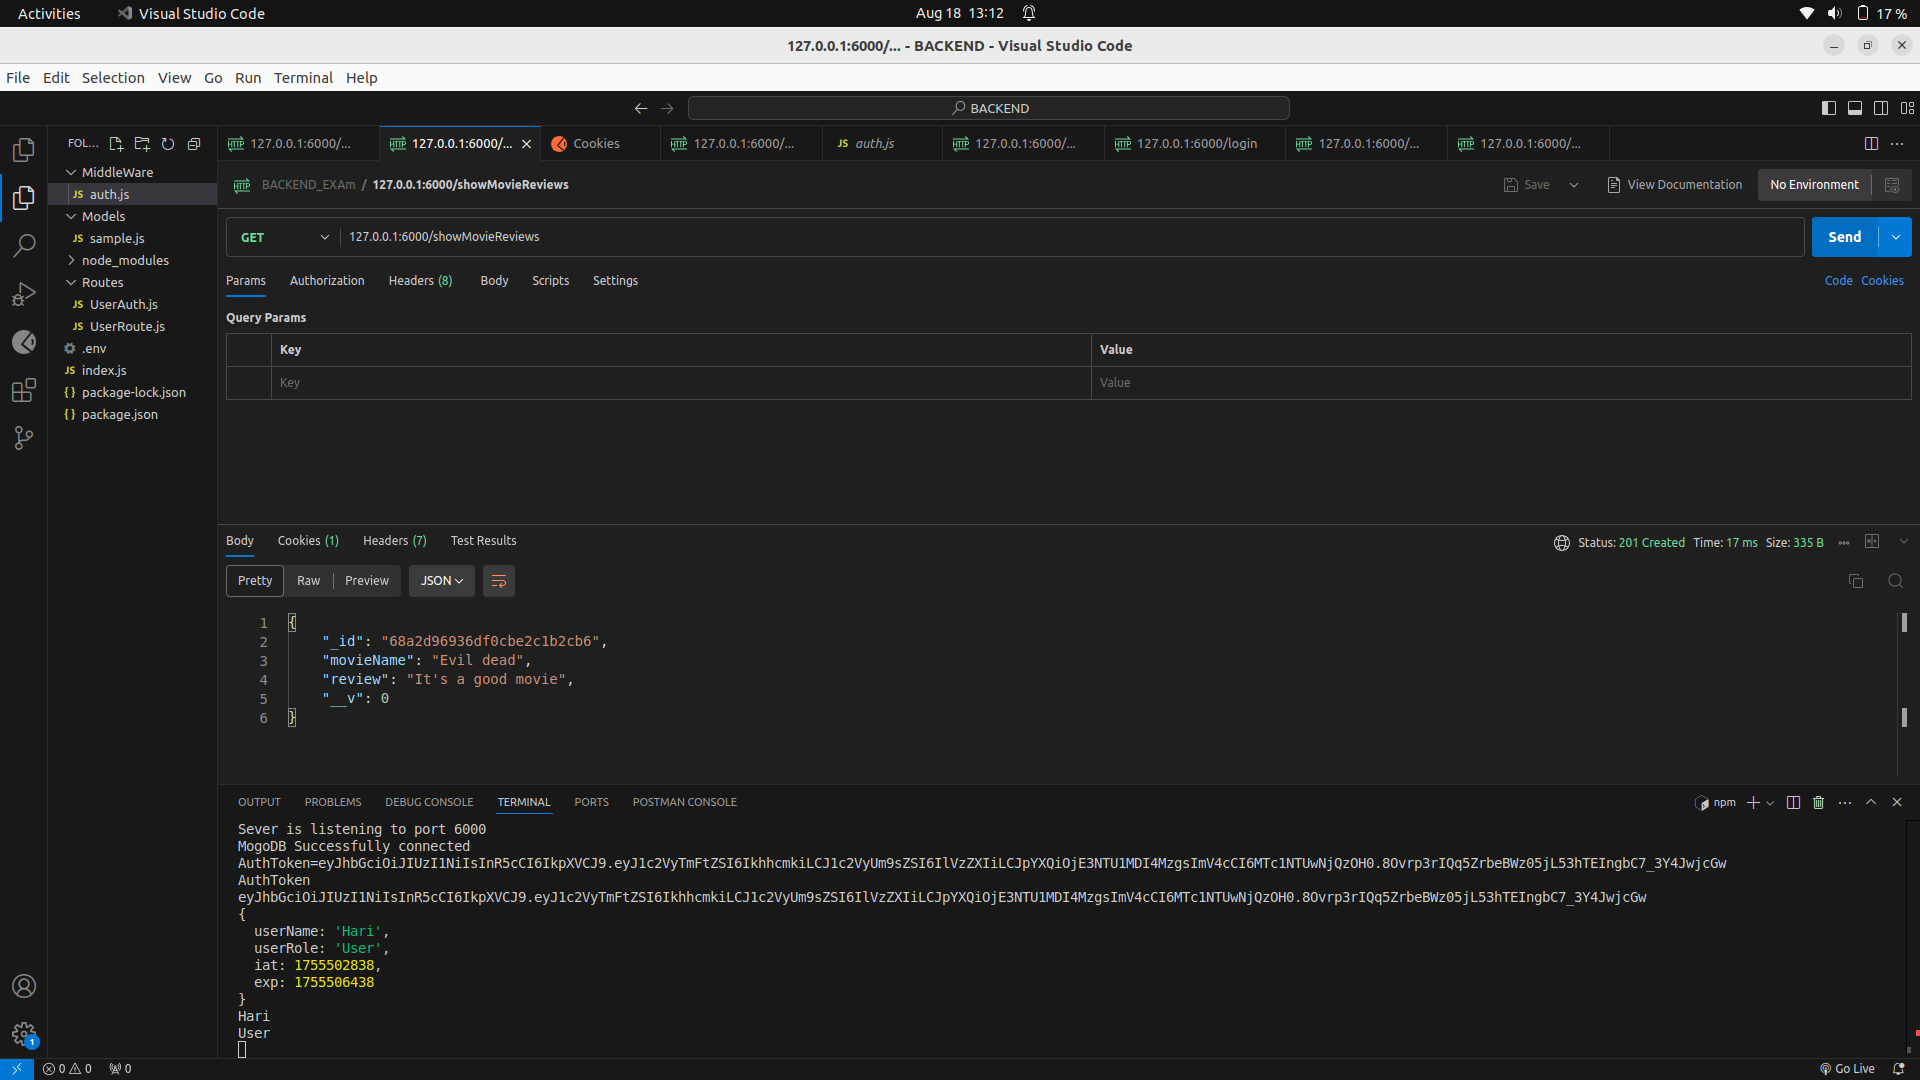 Activities Visual Studio Code Aug 18 13:12 17 %
127.0.0.1:6000/... - BACKEND - Visual Studio Code
File Edit Selection View Go Run Terminal Help
BACKEND
FOL... 127.0.0.1:6000/... 127.0.0.1:6000/... Cookies 127.0.0.1:6000/... JS auth.js 127.0.0.1:6000/... 127.0.0.1:6000/login 127.0.0.1:6000/... 127.0.0.1:6000/...
MiddleWare
JS auth.js
Models
JS sample.js
node_modules
Routes
JS UserAuth.js
JS UserRoute.js
.env
JS index.js
{} package-lock.json
{} package.json
HTTP BACKEND_EXAm / 127.0.0.1:6000/showMovieReviews Save View Documentation No Environment
GET 127.0.0.1:6000/showMovieReviews Send
Params Authorization Headers (8) Body Scripts Settings Code Cookies
Query Params
Key Value
Key Value
Body Cookies (1) Headers (7) Test Results Status: 201 Created Time: 17 ms Size: 335 B
Pretty Raw Preview JSON
1 {
2 "_id": "68a2d96936df0cbe2c1b2cb6",
3 "movieName": "Evil dead",
4 "review": "It's a good movie",
5 "__v": 0
6 }
OUTPUT PROBLEMS DEBUG CONSOLE TERMINAL PORTS POSTMAN CONSOLE npm
Sever is listening to port 6000
MogoDB Successfully connected
AuthToken=eyJhbGciOiJIUzI1NiIsInR5cCI6IkpXVCJ9.eyJ1c2VyTmFtZSI6IkhhcmkiLCJ1c2VyUm9sZSI6IlVzZXIiLCJpYXQiOjE3NTU1MDI4MzgsImV4cCI6MTc1NTUwNjQzOH0.8Ovrp3rIQq5ZrbeBWz05jL53hTEIngbC7_3Y4JwjcGw
AuthToken
eyJhbGciOiJIUzI1NiIsInR5cCI6IkpXVCJ9.eyJ1c2VyTmFtZSI6IkhhcmkiLCJ1c2VyUm9sZSI6IlVzZXIiLCJpYXQiOjE3NTU1MDI4MzgsImV4cCI6MTc1NTUwNjQzOH0.8Ovrp3rIQq5ZrbeBWz05jL53hTEIngbC7_3Y4JwjcGw
{
userName: 'Hari',
userRole: 'User',
iat: 1755502838,
exp: 1755506438
}
Hari
User
1
0 0 0 Go Live